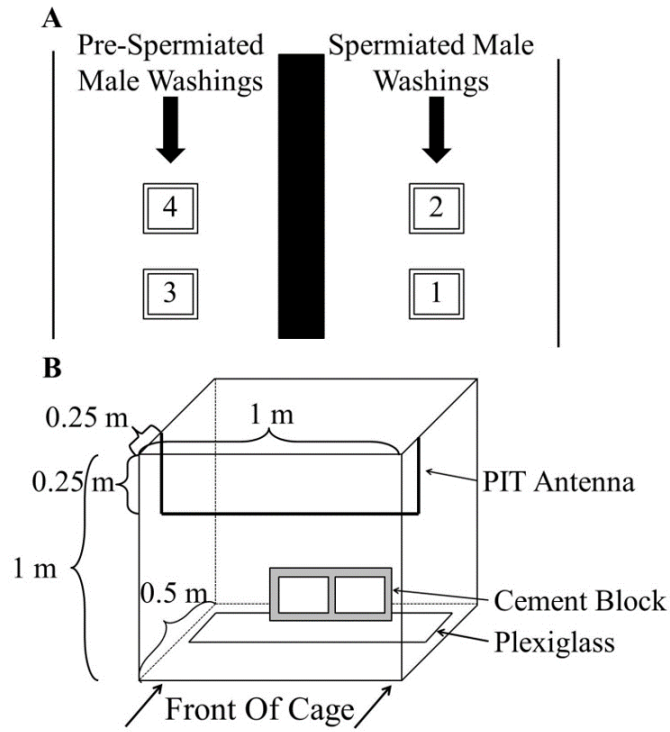 A
Pre-Spermiated
Male Washings
Spermiated Male
Washings
4
2
3
1
B
0.25 m
1 m
0.25 m
PIT Antenna
1 m
0.5 m
Cement Block
Plexiglass
Front Of Cage